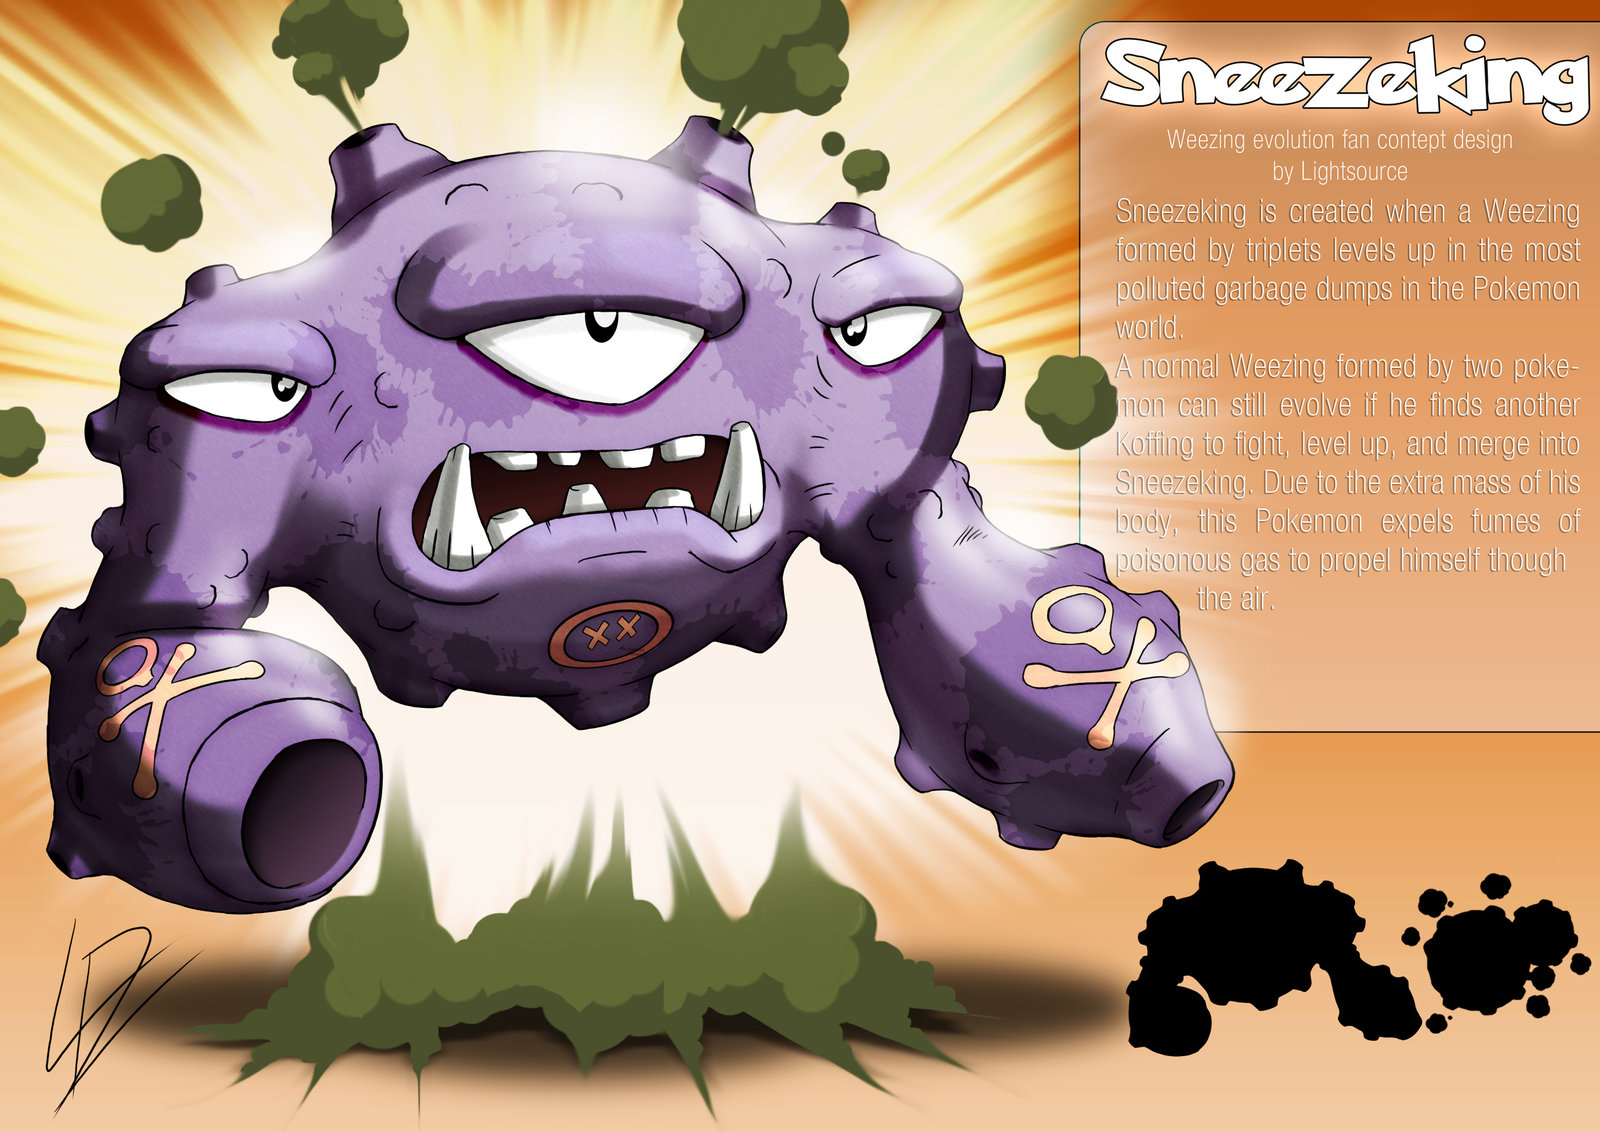 Sneezeking
Weezing evolution fan contept design
by Lightsource
Sneezeking is created when a Weezing
formed by triplets levels up in the most
polluted garbage dumps in the Pokemon
world.
A normal Weezing formed by two poke-
mon can still evolve if he finds another
Koffing to fight, level up, and merge into
Sneezeking. Due to the extra mass of his
body, this Pokemon expels fumes of
poisonous gas to propel himself though
the air.